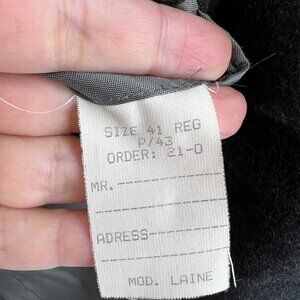 SIZE 41 REG
P/43
ORDER: 21-0
MR.
ADRESS
MOD. LAINE